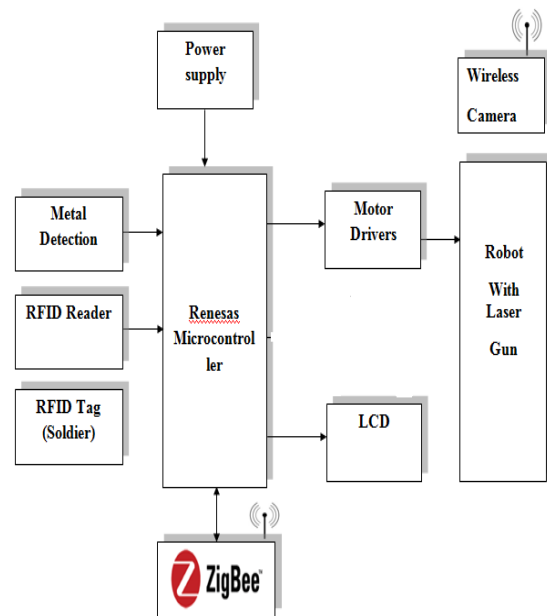 Power
supply
Wireless
Camera
Metal
Detection
Motor
Drivers
Robot
With
Laser
Gun
RFID Reader
Renesas
Microcontrol
ler
RFID Tag
(Soldier)
LCD
Z ZigBee™